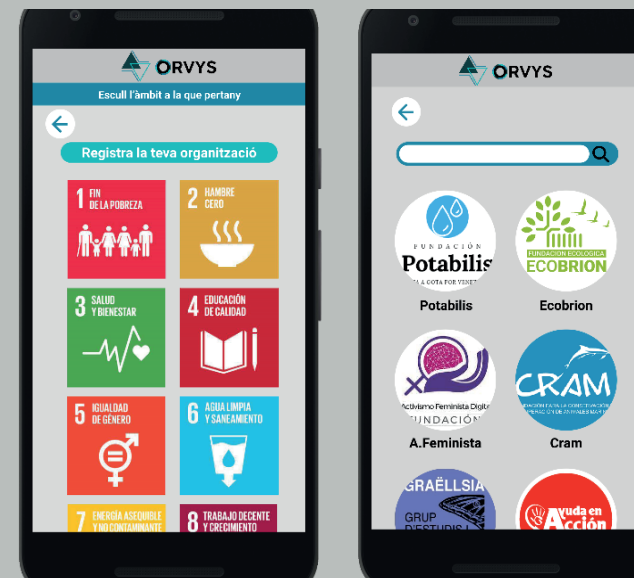 ORVYS
Escull l'àmbit a la que pertany
Registra la teva organització
1 FIN
DE LA POBREZA
2 HAMBRE
CERO
3 SALUD
Y BIENESTAR
4 EDUCACIÓN
DE CALIDAD
5 IGUALDAD
DE GÉNERO
6 AGUA LIMPIA
Y SANEAMIENTO
7 ENERGÍA ASEQUIBLE
Y NO CONTAMINANTE
8 TRABAJO DECENTE
Y CRECIMIENTO
ORVYS
FUNDACIÓN
Potabilis
Potabilis
FUNDACIÓN ECOLÓGICA
ECOBRION
Ecobrion
Activismo Feminista Digital
FUNDACIÓN
A.Feminista
CRAM
Cram
GRAËLLSIA
GRUP
D'ESTUDIS I
Ayuda en
Acción